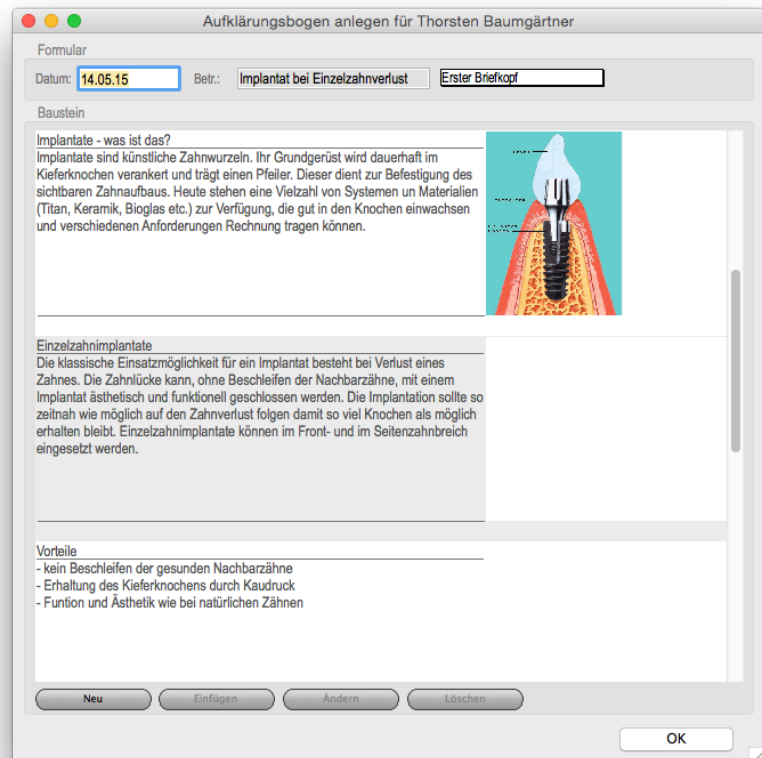 Aufklärungsbogen anlegen für Thorsten Baumgärtner
Formular
Datum: 14.05.15 Betr.: Implantat bei Einzelzahnverlust Erster Briefkopf
Baustein
Implantate - was ist das?
Implantate sind künstliche Zahnwurzeln. Ihr Grundgerüst wird dauerhaft im
Kieferknochen verankert und trägt einen Pfeiler. Dieser dient zur Befestigung des
sichtbaren Zahnaufbaus. Heute stehen eine Vielzahl von Systemen un Materialien
(Titan, Keramik, Bioglas etc.) zur Verfügung, die gut in den Knochen einwachsen
und verschiedenen Anforderungen Rechnung tragen können.
Einzelzahnimplantate
Die klassische Einsatzmöglichkeit für ein Implantat besteht bei Verlust eines
Zahnes. Die Zahnlücke kann, ohne Beschleifen der Nachbarzähne, mit einem
Implantat ästhetisch und funktionell geschlossen werden. Die Implantation sollte so
zeitnah wie möglich auf den Zahnverlust folgen damit so viel Knochen als möglich
erhalten bleibt. Einzelzahnimplantate können im Front- und im Seitenzahnbreich
eingesetzt werden.
Vorteile
- kein Beschleifen der gesunden Nachbarzähne
- Erhaltung des Kieferknochens durch Kaudruck
- Funtion und Ästhetik wie bei natürlichen Zähnen
Neu Einfügen Ändern Löschen
OK